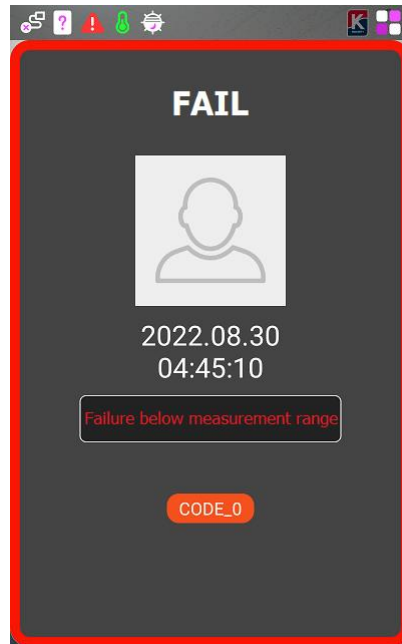 ?
K
FAIL
2022.08.30
04:45:10
Failure below measurement range
CODE_0